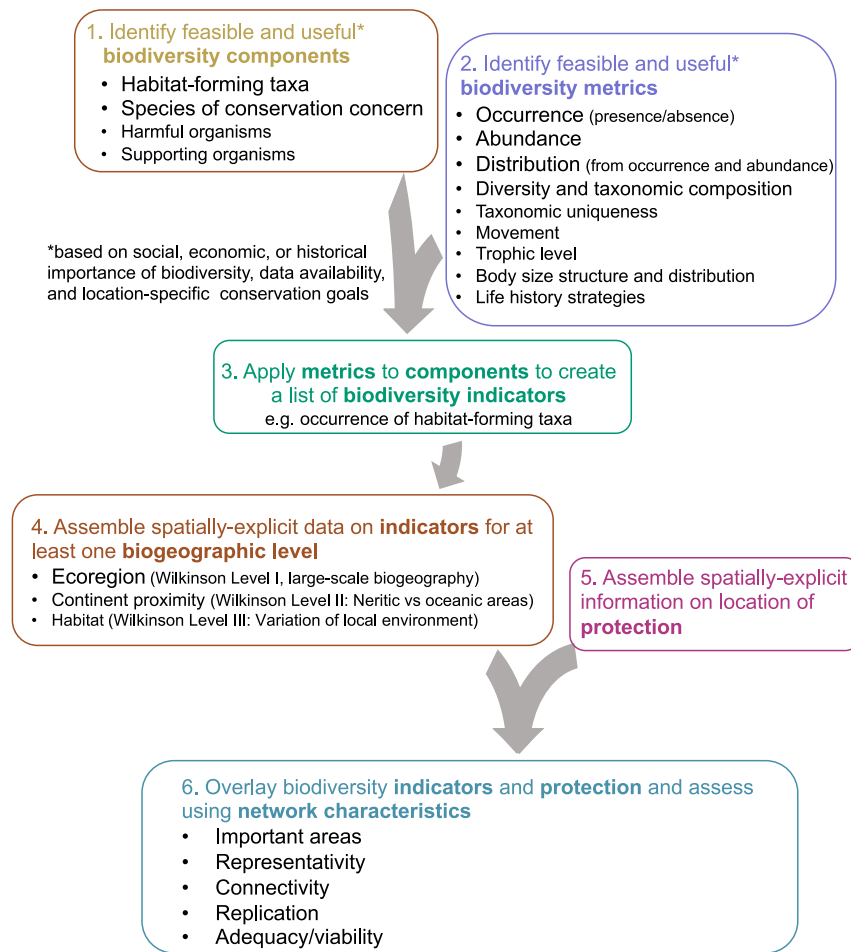 1. Identify feasible and useful*
biodiversity components
• Habitat-forming taxa
• Species of conservation concern
• Harmful organisms
• Supporting organisms
2. Identify feasible and useful*
biodiversity metrics
• Occurrence (presence/absence)
• Abundance
• Distribution (from occurrence and abundance)
• Diversity and taxonomic composition
• Taxonomic uniqueness
• Movement
• Trophic level
• Body size structure and distribution
• Life history strategies
*based on social, economic, or historical
importance of biodiversity, data availability,
and location-specific conservation goals
3. Apply metrics to components to create
a list of biodiversity indicators
e.g. occurrence of habitat-forming taxa
4. Assemble spatially-explicit data on indicators for at
least one biogeographic level
• Ecoregion (Wilkinson Level I, large-scale biogeography)
• Continent proximity (Wilkinson Level II: Neritic vs oceanic areas)
• Habitat (Wilkinson Level III: Variation of local environment)
5. Assemble spatially-explicit
information on location of
protection
6. Overlay biodiversity indicators and protection and assess
using network characteristics
• Important areas
• Representativity
• Connectivity
• Replication
• Adequacy/viability